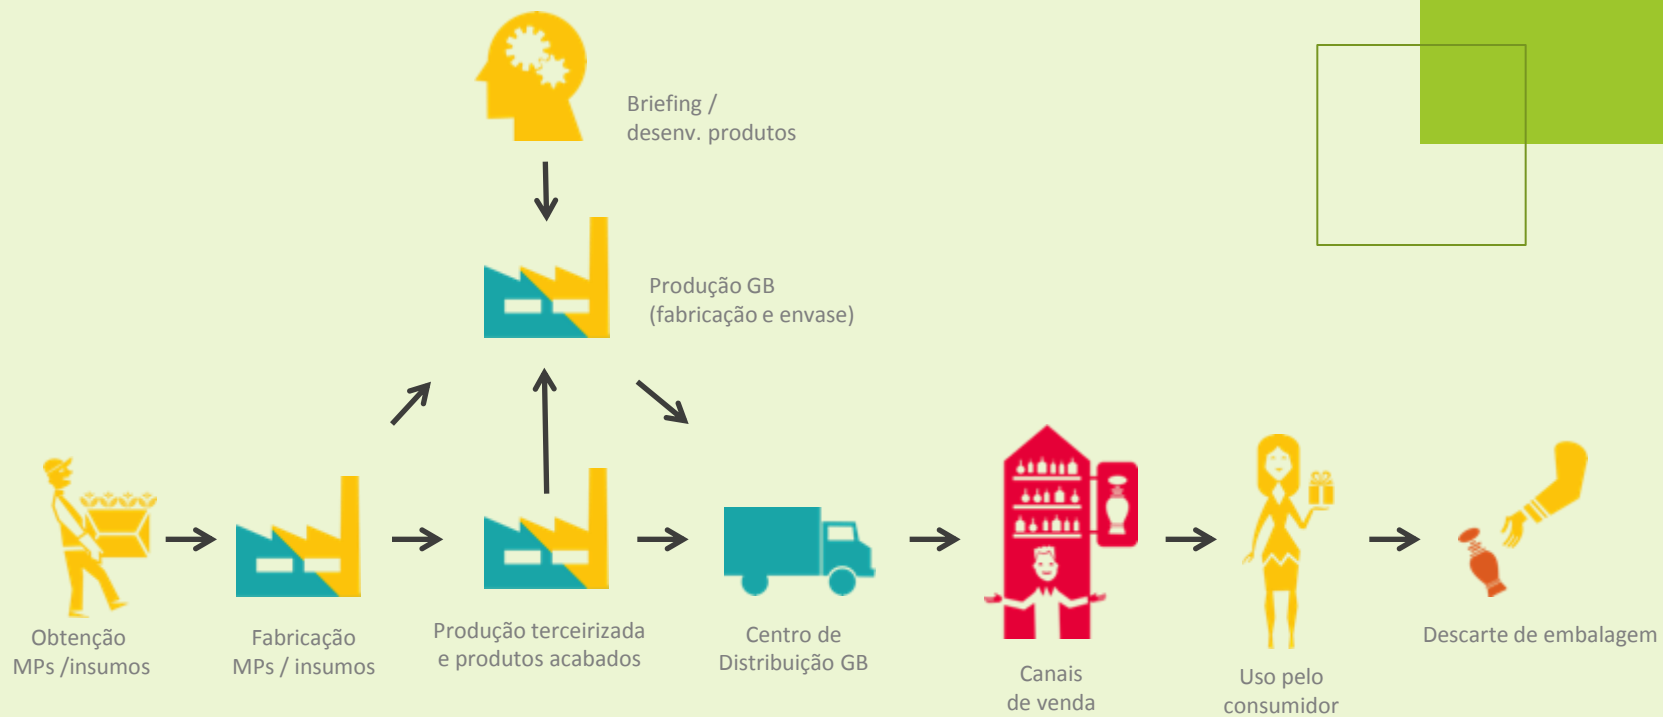 Briefing /
desenv. produtos
Produção GB
(fabricação e envase)
Obtenção
MPs /insumos
Fabricação
MPs / insumos
Produção terceirizada
e produtos acabados
Centro de
Distribuição GB
Canais
de venda
Uso pelo
consumidor
Descarte de embalagem